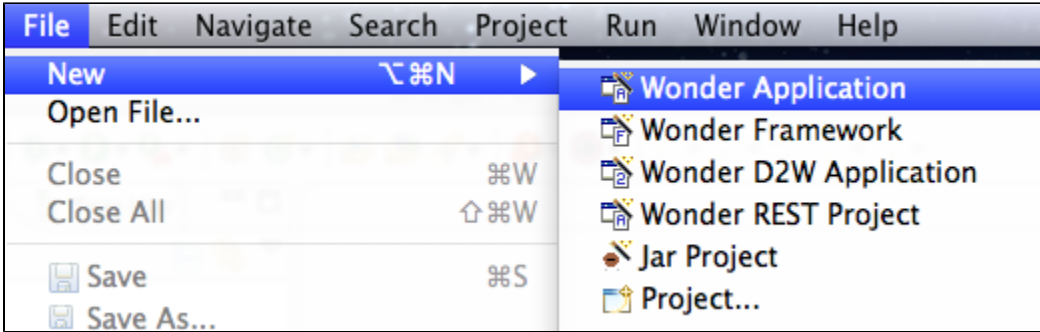 File Edit Navigate Search Project Run Window Help
New ⌥⌘N ▶
Open File...
Close ⌘W
Close All ⇧⌘W
Save ⌘S
Save As...
Wonder Application
Wonder Framework
Wonder D2W Application
Wonder REST Project
Jar Project
Project...